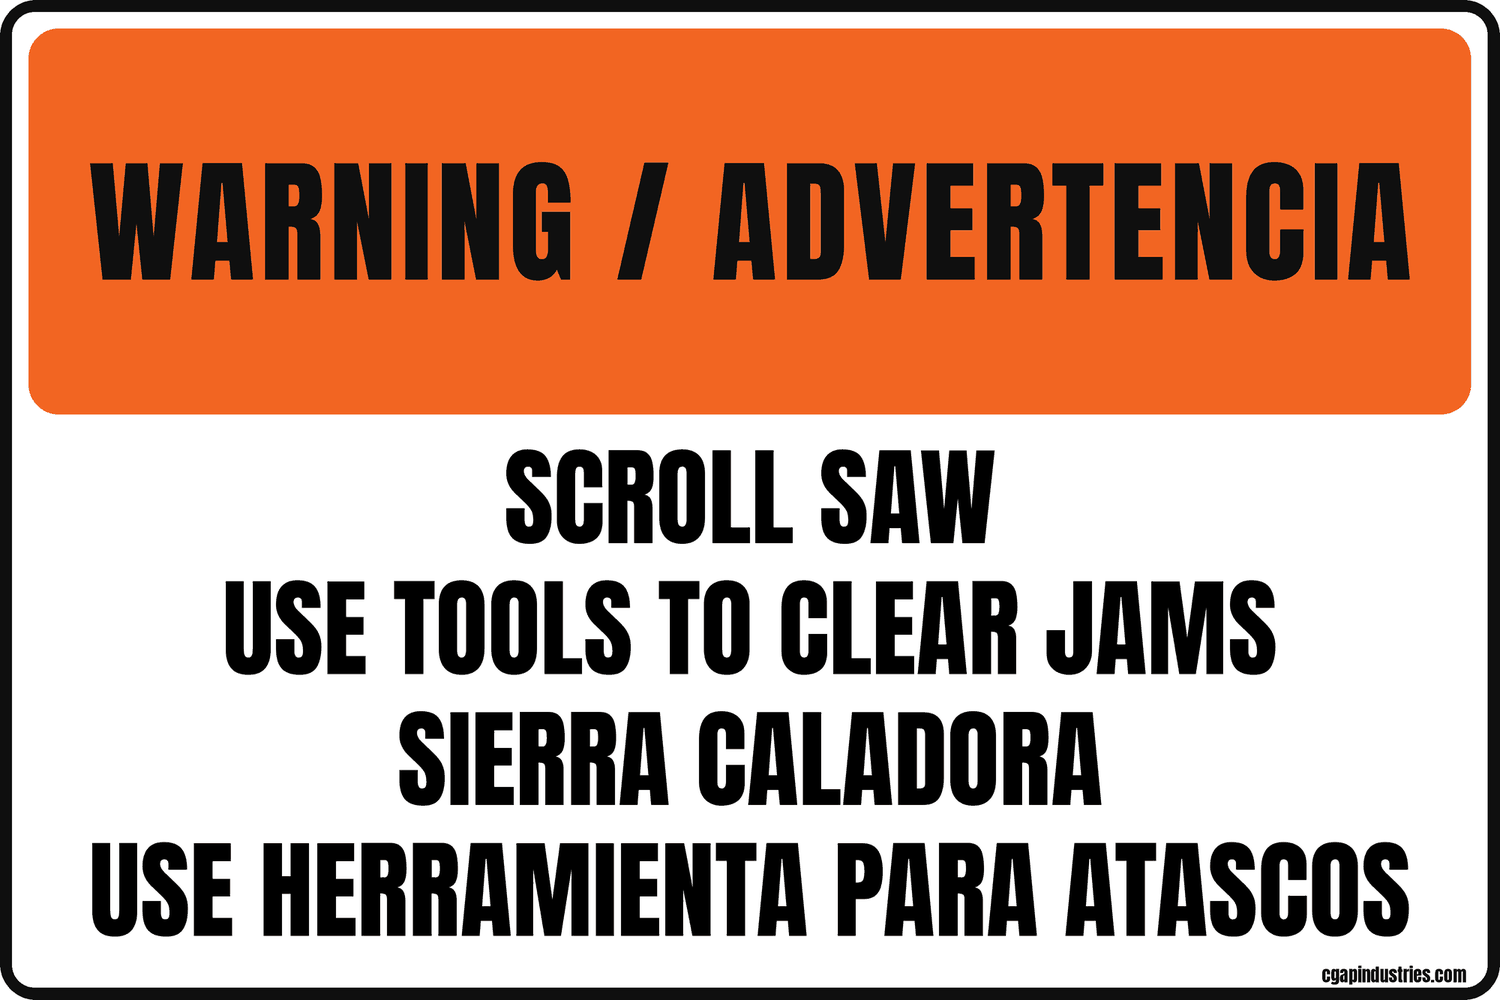 WARNING / ADVERTENCIA
SCROLL SAW
USE TOOLS TO CLEAR JAMS
SIERRA CALADORA
USE HERRAMIENTA PARA ATASCOS
cgapindustries.com